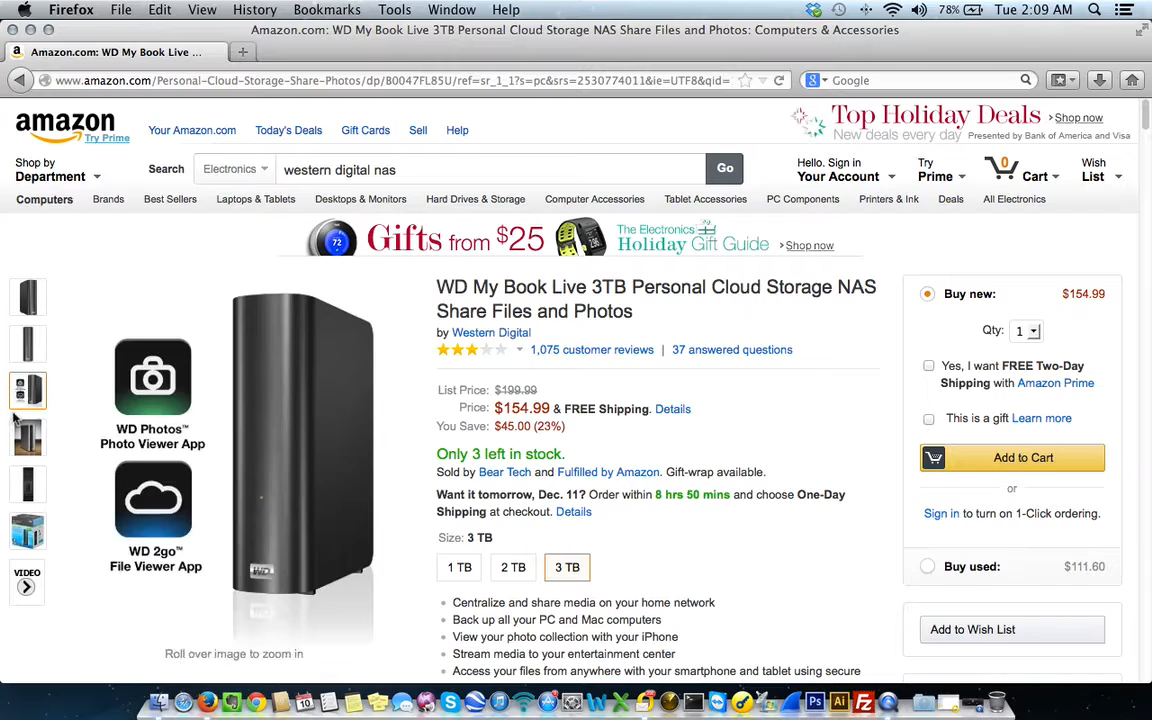 Firefox File Edit View History Bookmarks Tools Window Help 78% Tue 2:09 AM
Amazon.com: WD My Book Live 3TB Personal Cloud Storage NAS Share Files and Photos: Computers & Accessories
Amazon.com: WD My Book Live ...
www.amazon.com/Personal-Cloud-Storage-Share-Photos/dp/B0047FL85U/ref=sr_1_1?s=pc&srs=2530774011&ie=UTF8&qid= Google
amazon
Try Prime
Your Amazon.com Today's Deals Gift Cards Sell Help
Top Holiday Deals Shop now
New deals every day Presented by Bank of America and Visa
Shop by
Department
Search Electronics western digital nas Go
Hello. Sign in
Your Account
Try
Prime
0
Cart
Wish
List
Computers Brands Best Sellers Laptops & Tablets Desktops & Monitors Hard Drives & Storage Computer Accessories Tablet Accessories PC Components Printers & Ink Deals All Electronics
72
Gifts from $25
The Electronics
Holiday Gift Guide
Shop now
WD Photos™
Photo Viewer App
WD 2go™
File Viewer App
WD
VIDEO
Roll over image to zoom in
WD My Book Live 3TB Personal Cloud Storage NAS
Share Files and Photos
by Western Digital
1,075 customer reviews | 37 answered questions
List Price: $199.99
Price: $154.99 & FREE Shipping. Details
You Save: $45.00 (23%)
Only 3 left in stock.
Sold by Bear Tech and Fulfilled by Amazon. Gift-wrap available.
Want it tomorrow, Dec. 11? Order within 8 hrs 50 mins and choose One-Day
Shipping at checkout. Details
Size: 3 TB
1 TB 2 TB 3 TB
Centralize and share media on your home network
Back up all your PC and Mac computers
View your photo collection with your iPhone
Stream media to your entertainment center
Access your files from anywhere with your smartphone and tablet using secure
Buy new: $154.99
Qty: 1
Yes, I want FREE Two-Day
Shipping with Amazon Prime
This is a gift Learn more
Add to Cart
or
Sign in to turn on 1-Click ordering.
Buy used: $111.60
Add to Wish List